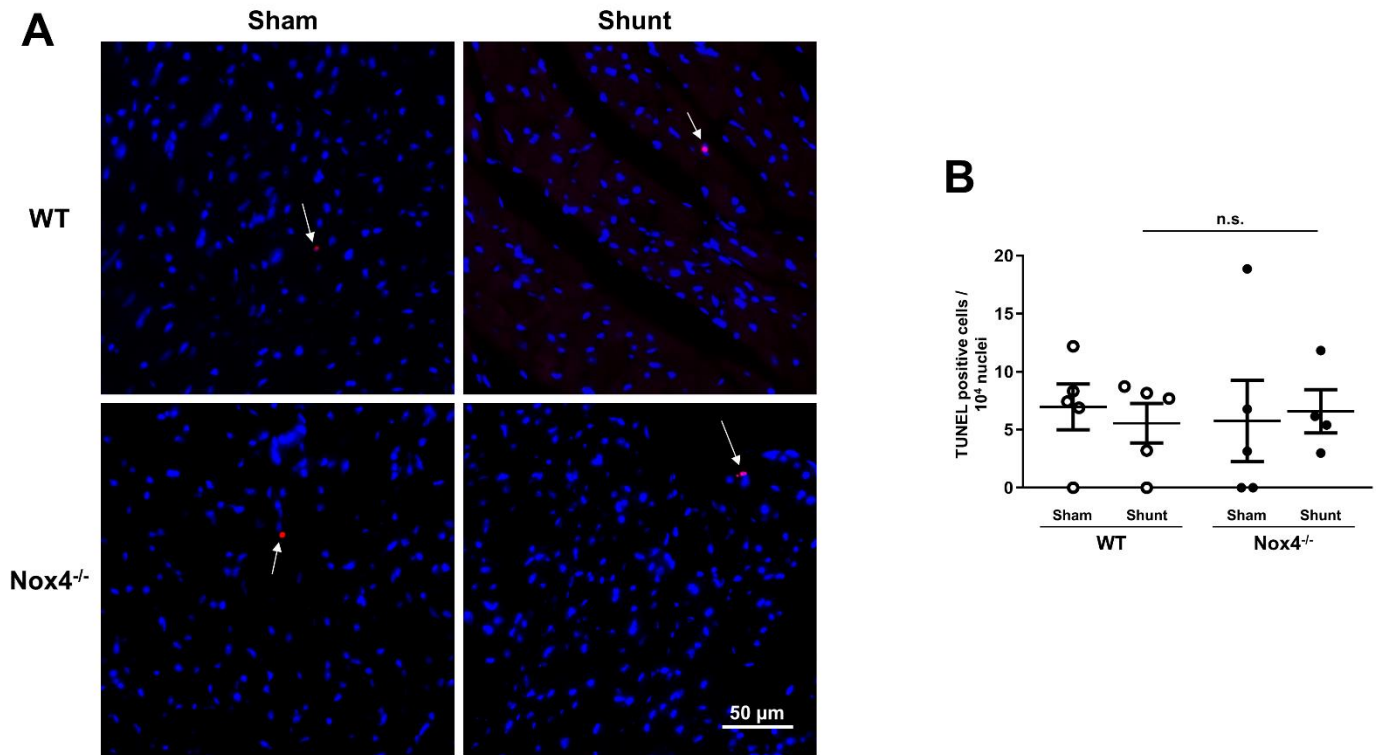 A
Sham Shunt
WT
Nox4-/-
50 µm
B
n.s.
TUNEL positive cells /
10⁴ nuclei
20
15
10
5
0
Sham Shunt Sham Shunt
WT Nox4-/-